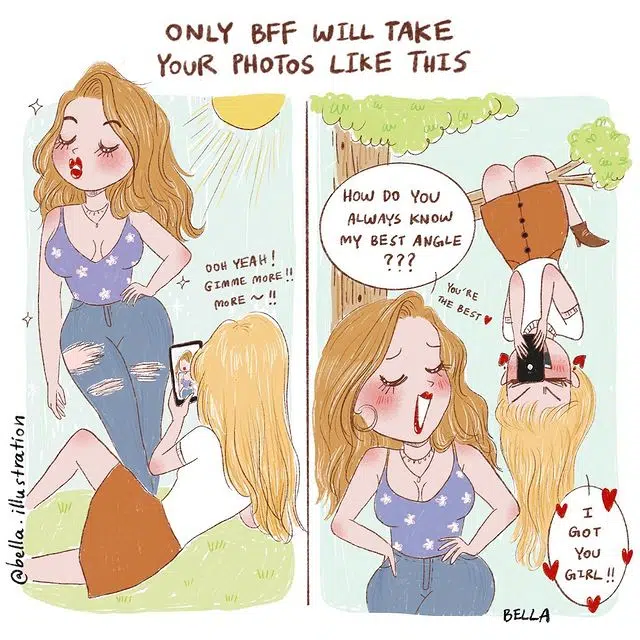 ONLY BFF WILL TAKE
YOUR PHOTOS LIKE THIS
OOH YEAH!
GIMME MORE!!
MORE ~ !!
HOW DO YOU
ALWAYS KNOW
MY BEST ANGLE
???
YOU'RE
THE BEST ♥
I
GOT
YOU
GIRL!!
@bella.illustration
BELLA